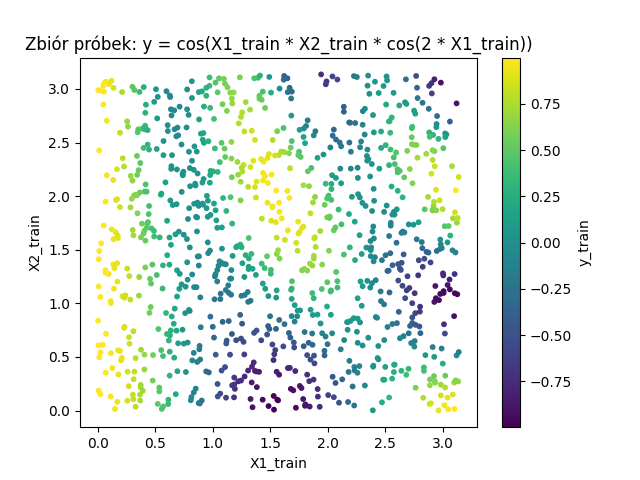 Zbiór próbek: y = cos(X1_train * X2_train * cos(2 * X1_train))
3.0
2.5
2.0
1.5
1.0
0.5
0.0
X2_train
0.0 0.5 1.0 1.5 2.0 2.5 3.0
X1_train
0.75
0.50
0.25
0.00
−0.25
−0.50
−0.75
y_train